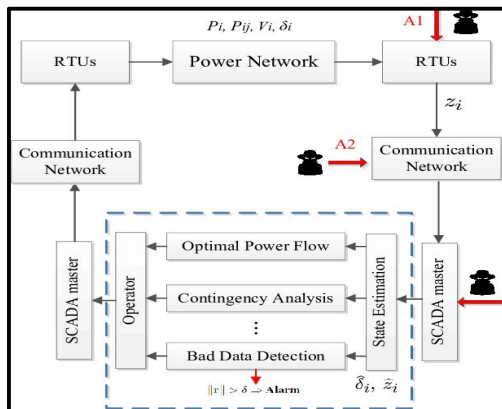 Pi, Pij, Vi, δi
A1
RTUs
Power Network
RTUs
zi
Communication
Network
A2
Communication
Network
SCADA master
Operator
Optimal Power Flow
Contingency Analysis
⋮
Bad Data Detection
State Estimation
SCADA master
||r|| > δ ⇒ Alarm
δ̂i, ẑi